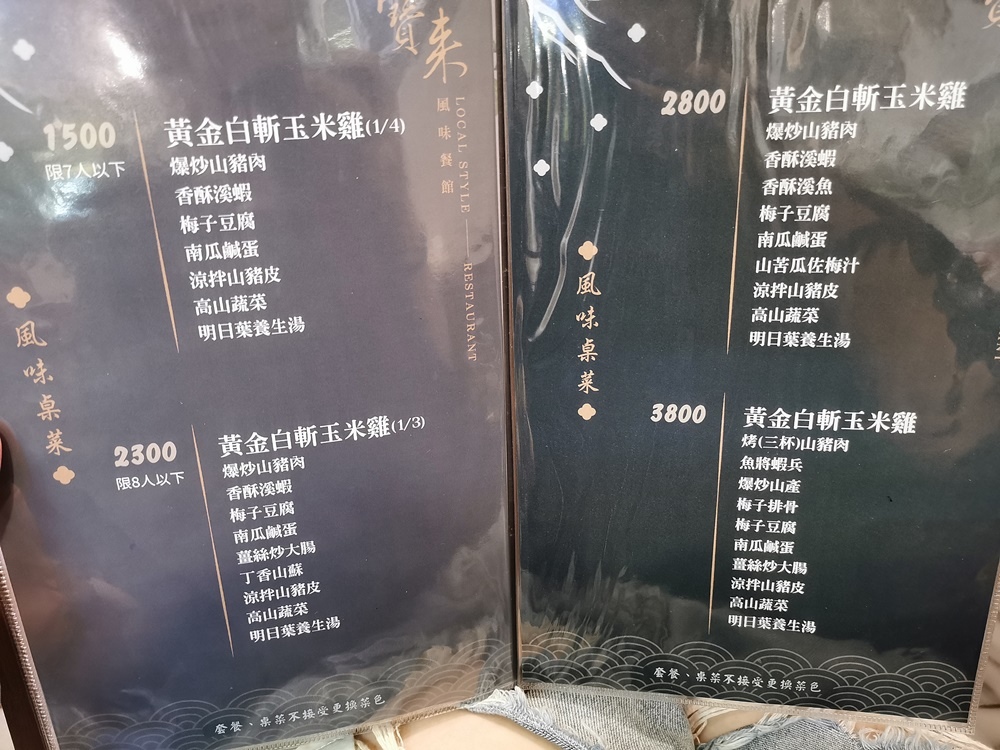 寶来
風味餐館
LOCAL STYLE RESTAURANT
風味桌菜
1500
限7人以下
黃金白斬玉米雞(1/4)
爆炒山豬肉
香酥溪蝦
梅子豆腐
南瓜鹹蛋
涼拌山豬皮
高山蔬菜
明日葉養生湯
2300
限8人以下
黃金白斬玉米雞(1/3)
爆炒山豬肉
香酥溪蝦
梅子豆腐
南瓜鹹蛋
薑絲炒大腸
丁香山蘇
涼拌山豬皮
高山蔬菜
明日葉養生湯
套餐、桌菜不接受更換菜色
風味桌菜
2800
黃金白斬玉米雞
爆炒山豬肉
香酥溪蝦
香酥溪魚
梅子豆腐
南瓜鹹蛋
山苦瓜佐梅汁
涼拌山豬皮
高山蔬菜
明日葉養生湯
3800
黃金白斬玉米雞
烤(三杯)山豬肉
魚將蝦兵
爆炒山產
梅子排骨
梅子豆腐
南瓜鹹蛋
薑絲炒大腸
涼拌山豬皮
高山蔬菜
明日葉養生湯
套餐、桌菜不接受更換菜色